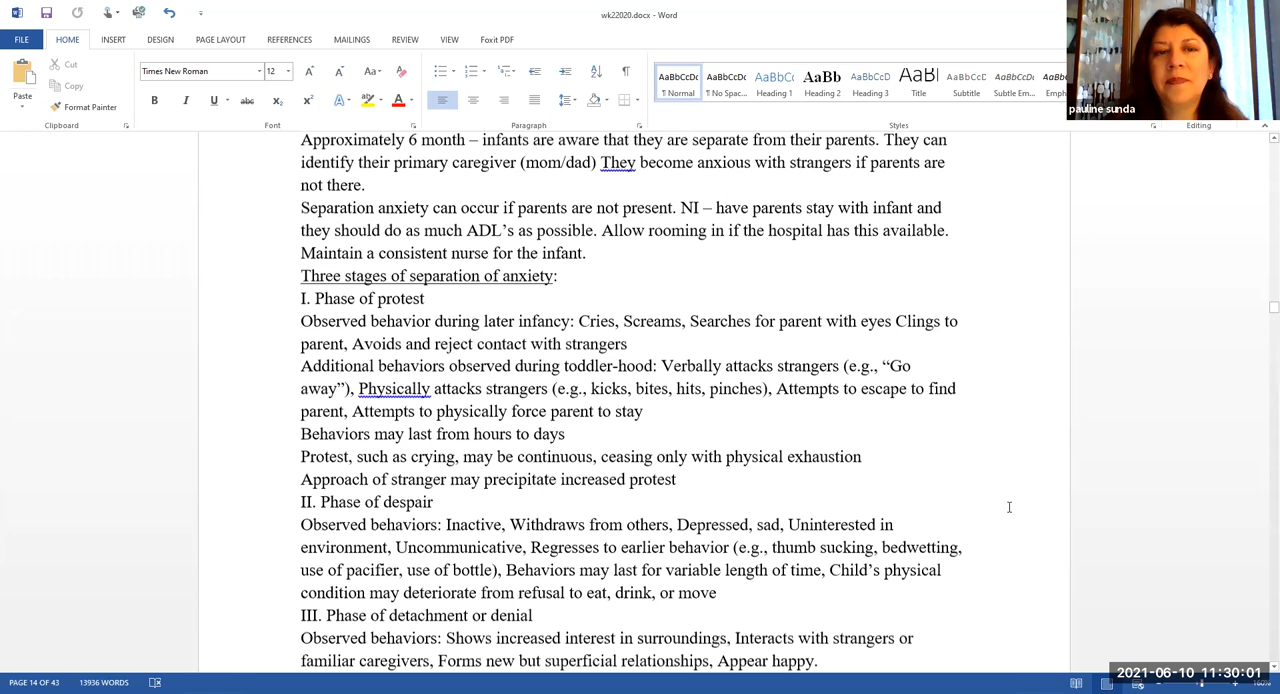 wk22020.docx - Word
FILE HOME INSERT DESIGN PAGE LAYOUT REFERENCES MAILINGS REVIEW VIEW Foxit PDF
Paste
Cut
Copy
Format Painter
Times New Roman 12
AaBbCcDc AaBbCcDc AaBbCc AaBb AaBbCcD AaB AaBbCcD AaBbCcDc
¶ Normal ¶ No Spac... Heading 1 Heading 2 Heading 3 Title Subtitle Subtle Em... Emph
Clipboard Font Paragraph Styles Editing
pauline sunda
Approximately 6 month – infants are aware that they are separate from their parents. They can
identify their primary caregiver (mom/dad) They become anxious with strangers if parents are
not there.
Separation anxiety can occur if parents are not present. NI – have parents stay with infant and
they should do as much ADL’s as possible. Allow rooming in if the hospital has this available.
Maintain a consistent nurse for the infant.
Three stages of separation of anxiety:
I. Phase of protest
Observed behavior during later infancy: Cries, Screams, Searches for parent with eyes Clings to
parent, Avoids and reject contact with strangers
Additional behaviors observed during toddler-hood: Verbally attacks strangers (e.g., “Go
away”), Physically attacks strangers (e.g., kicks, bites, hits, pinches), Attempts to escape to find
parent, Attempts to physically force parent to stay
Behaviors may last from hours to days
Protest, such as crying, may be continuous, ceasing only with physical exhaustion
Approach of stranger may precipitate increased protest
II. Phase of despair
Observed behaviors: Inactive, Withdraws from others, Depressed, sad, Uninterested in
environment, Uncommunicative, Regresses to earlier behavior (e.g., thumb sucking, bedwetting,
use of pacifier, use of bottle), Behaviors may last for variable length of time, Child’s physical
condition may deteriorate from refusal to eat, drink, or move
III. Phase of detachment or denial
Observed behaviors: Shows increased interest in surroundings, Interacts with strangers or
familiar caregivers, Forms new but superficial relationships, Appear happy.
PAGE 14 OF 43 13936 WORDS
2021-06-10 11:30:01